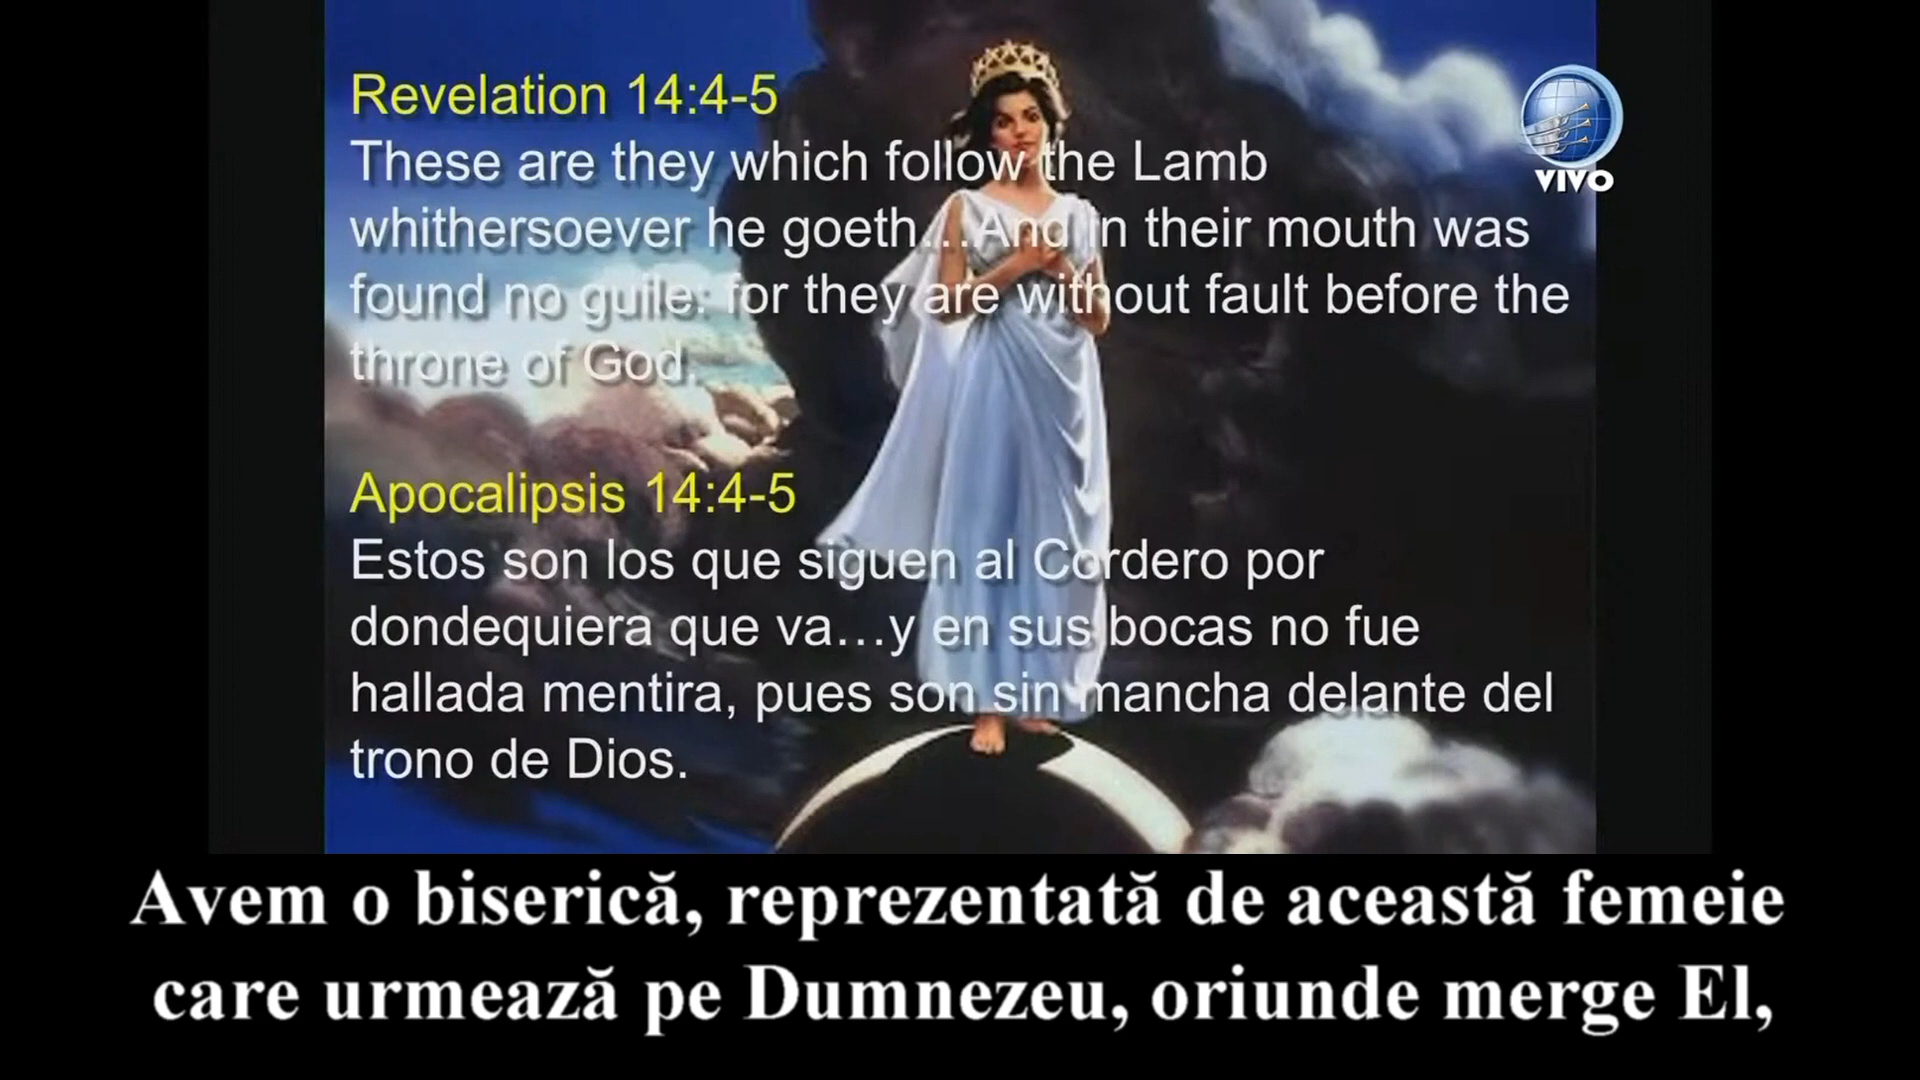 Revelation 14:4-5
These are they which follow the Lamb
whithersoever he goeth...And in their mouth was
found no guile: for they are without fault before the
throne of God.
VIVO
Apocalipsis 14:4-5
Estos son los que siguen al Cordero por
dondequiera que va...y en sus bocas no fue
hallada mentira, pues son sin mancha delante del
trono de Dios.
Avem o biserică, reprezentată de această femeie
care urmează pe Dumnezeu, oriunde merge El,